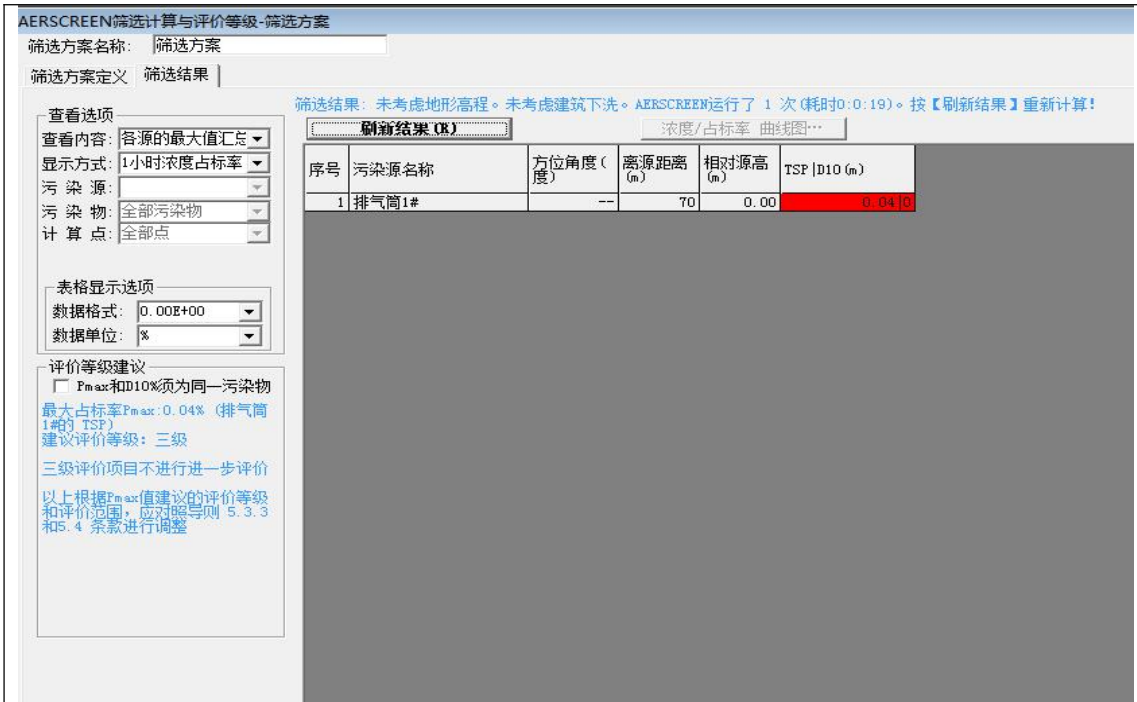 AERSCREEN筛选计算与评价等级-筛选方案
筛选方案名称: 筛选方案
筛选方案定义 筛选结果
筛选结果: 未考虑地形高程。未考虑建筑下洗。AERSCREEN运行了 1 次(耗时0:0:19)。按【刷新结果】重新计算!
查看选项
查看内容: 各源的最大值汇总
显示方式: 1小时浓度占标率
污 染 源:
污 染 物: 全部污染物
计 算 点: 全部点
刷新结果(R) 浓度/占标率 曲线图…
序号 污染源名称 方位角度(度) 离源距离(m) 相对源高(m) TSP|D10(m)
1 排气筒1# -- 70 0.00 0.04|0
表格显示选项
数据格式: 0.00E+00
数据单位: %
评价等级建议
Pmax和D10%须为同一污染物
最大占标率Pmax:0.04% (排气筒
1#的 TSP)
建议评价等级: 三级
三级评价项目不进行进一步评价
以上根据Pmax值建议的评价等级
和评价范围,应对照导则 5.3.3
和5.4 条款进行调整